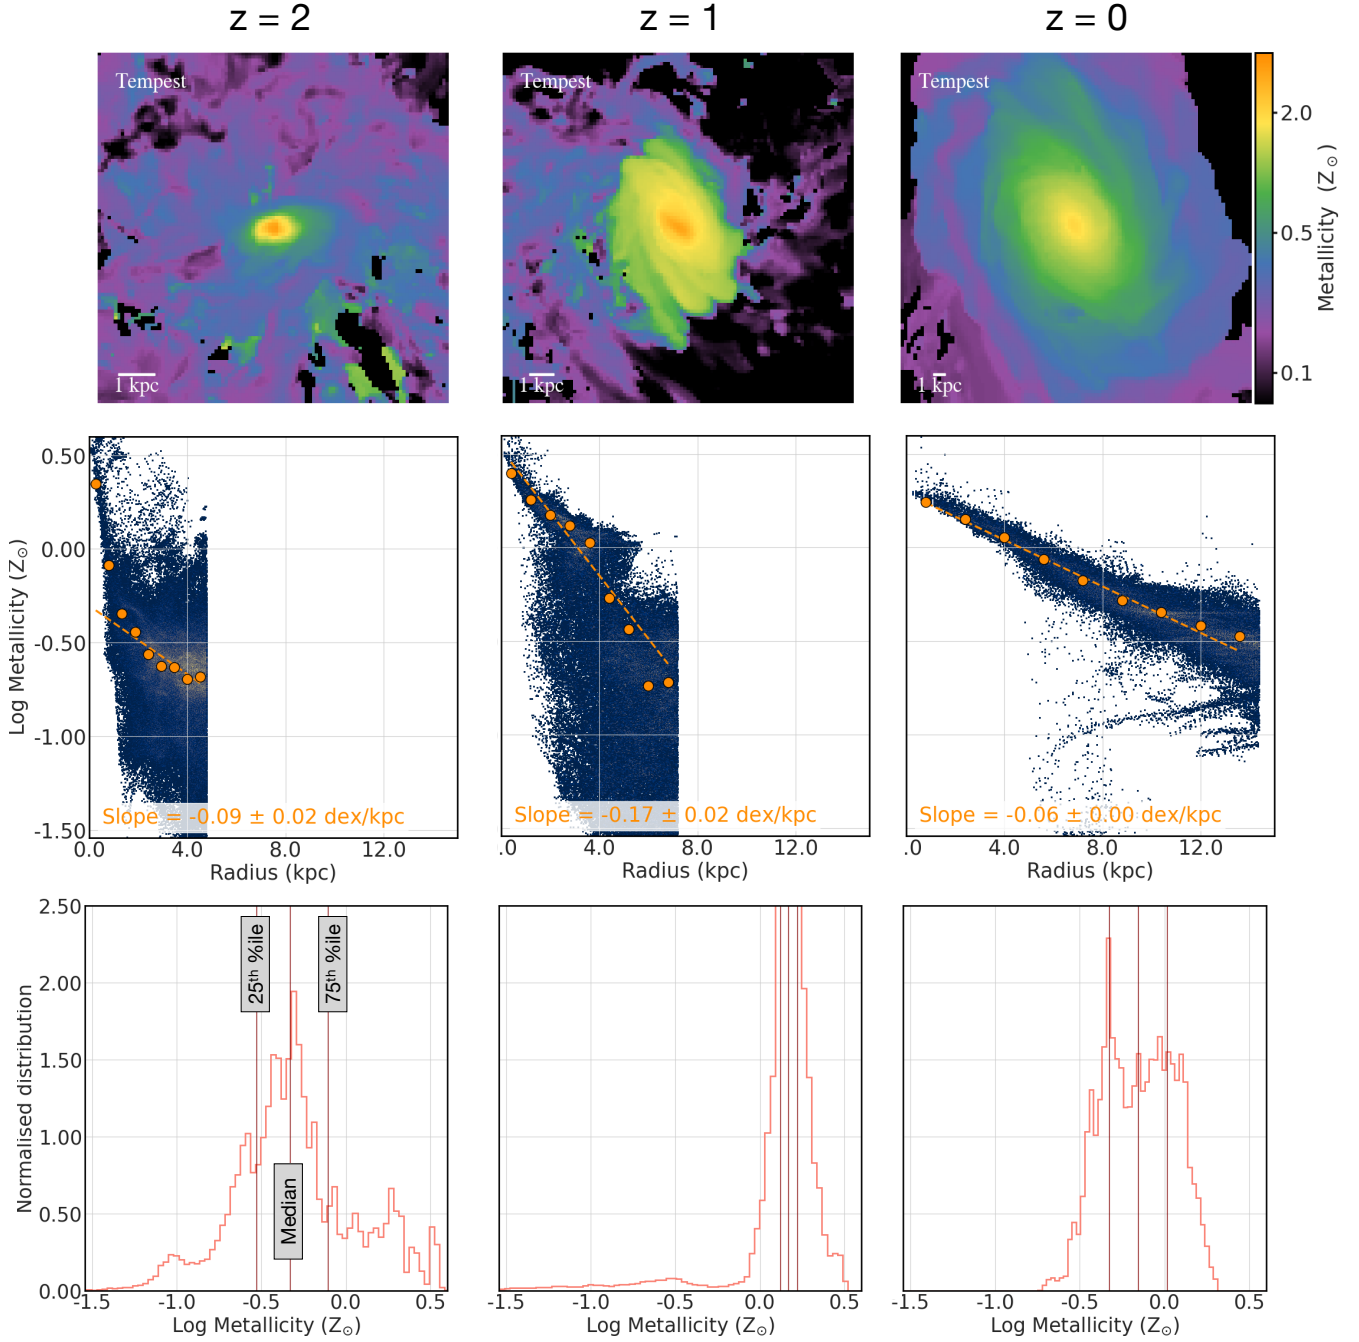 z = 2
z = 1
z = 0
Tempest
Tempest
Tempest
1 kpc
1 kpc
1 kpc
2.0
0.5
0.1
Metallicity (Z⊙)
0.50
0.00
-0.50
-1.00
-1.50
Log Metallicity (Z⊙)
Slope = -0.09 ± 0.02 dex/kpc
Slope = -0.17 ± 0.02 dex/kpc
Slope = -0.06 ± 0.00 dex/kpc
0.0 4.0 8.0 12.0
.0 4.0 8.0 12.0
.0 4.0 8.0 12.0
Radius (kpc)
Radius (kpc)
Radius (kpc)
2.50
2.00
1.50
1.00
0.50
0.00
Normalised distribution
25th %ile
Median
75th %ile
-1.5 -1.0 -0.5 0.0 0.5
-1.5 -1.0 -0.5 0.0 0.5
-1.5 -1.0 -0.5 0.0 0.5
Log Metallicity (Z⊙)
Log Metallicity (Z⊙)
Log Metallicity (Z⊙)